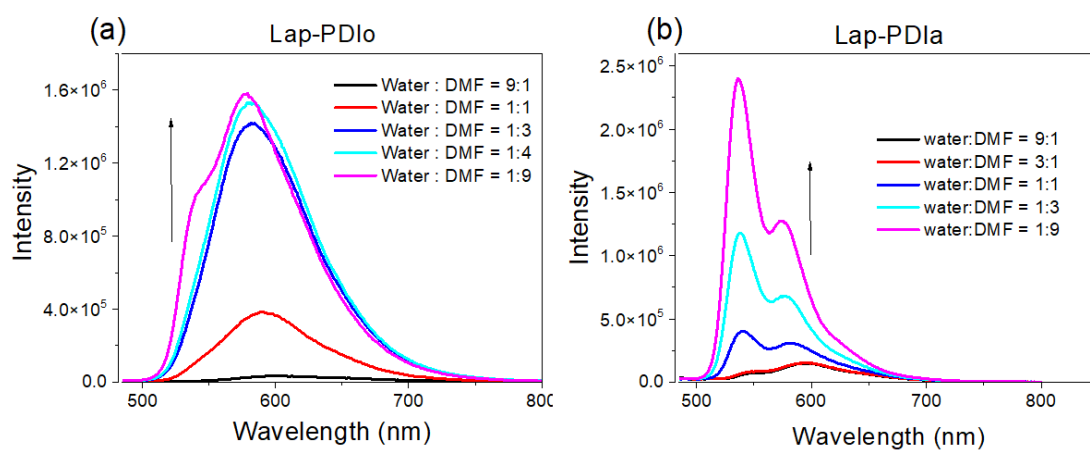 (a)
Lap-PDIo
Water : DMF = 9:1
Water : DMF = 1:1
Water : DMF = 1:3
Water : DMF = 1:4
Water : DMF = 1:9
1.6× 10⁶
1.2× 10⁶
8.0× 10⁵
4.0× 10⁵
0.0
Intensity
500
600
700
800
Wavelength (nm)
(b)
Lap-PDIa
water:DMF = 9:1
water:DMF = 3:1
water:DMF = 1:1
water:DMF = 1:3
water:DMF = 1:9
2.5× 10⁶
2.0× 10⁶
1.5× 10⁶
1.0× 10⁶
5.0× 10⁵
0.0
Intensity
500
600
700
800
Wavelength (nm)